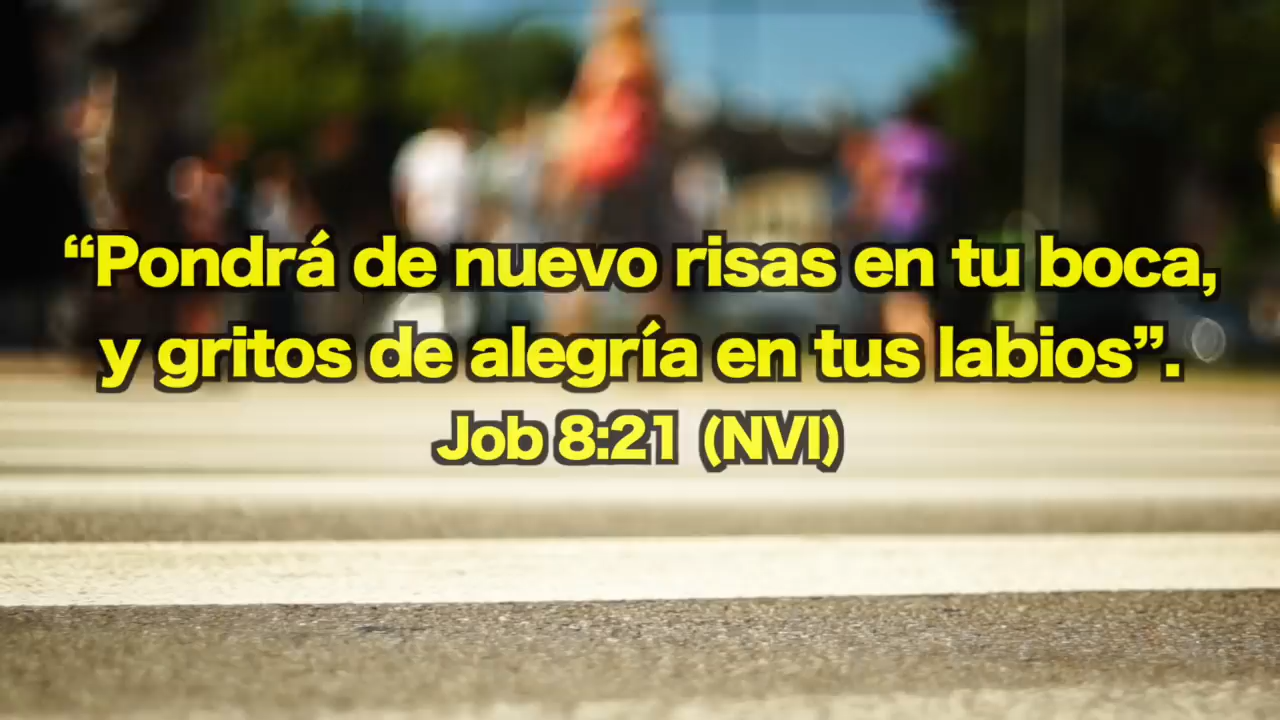 “Pondrá de nuevo risas en tu boca,
y gritos de alegría en tus labios”.
Job 8:21 (NVI)